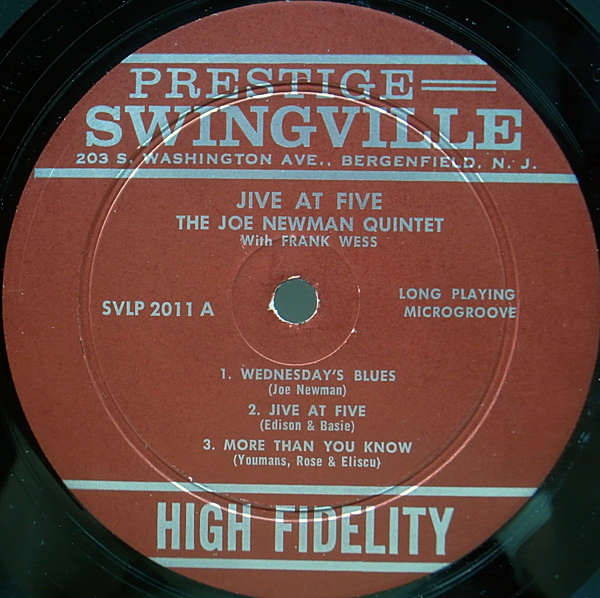 PRESTIGE
SWINGVILLE
203 S. WASHINGTON AVE., BERGENFIELD, N. J.
JIVE AT FIVE
THE JOE NEWMAN QUINTET
With FRANK WESS
SVLP 2011 A
LONG PLAYING
MICROGROOVE
1. WEDNESDAY'S BLUES
(Joe Newman)
2. JIVE AT FIVE
(Edison & Basie)
3. MORE THAN YOU KNOW
(Youmans, Rose & Eliscu)
HIGH FIDELITY